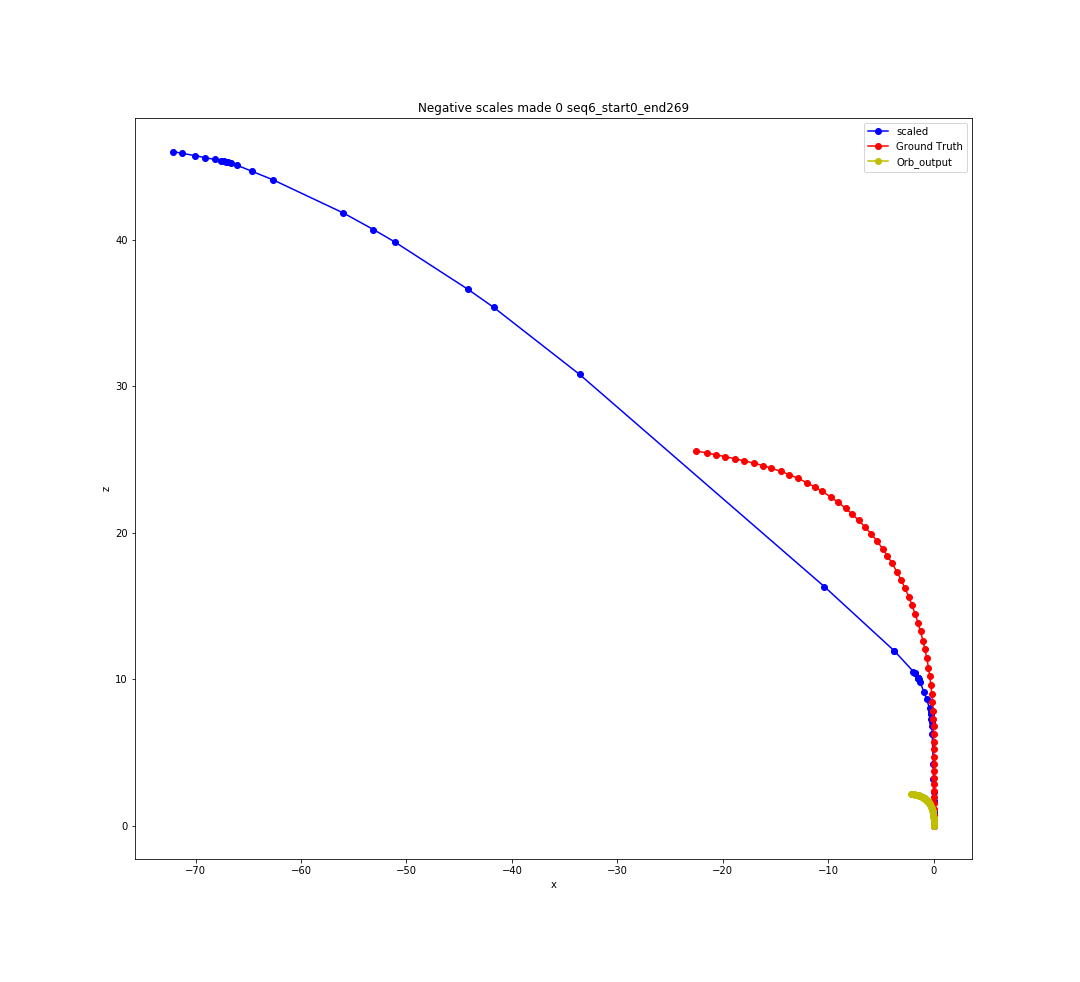 Negative scales made 0 seq6_start0_end269
scaled
Ground Truth
Orb_output
40
30
20
10
0
z
−70 −60 −50 −40 −30 −20 −10 0
x